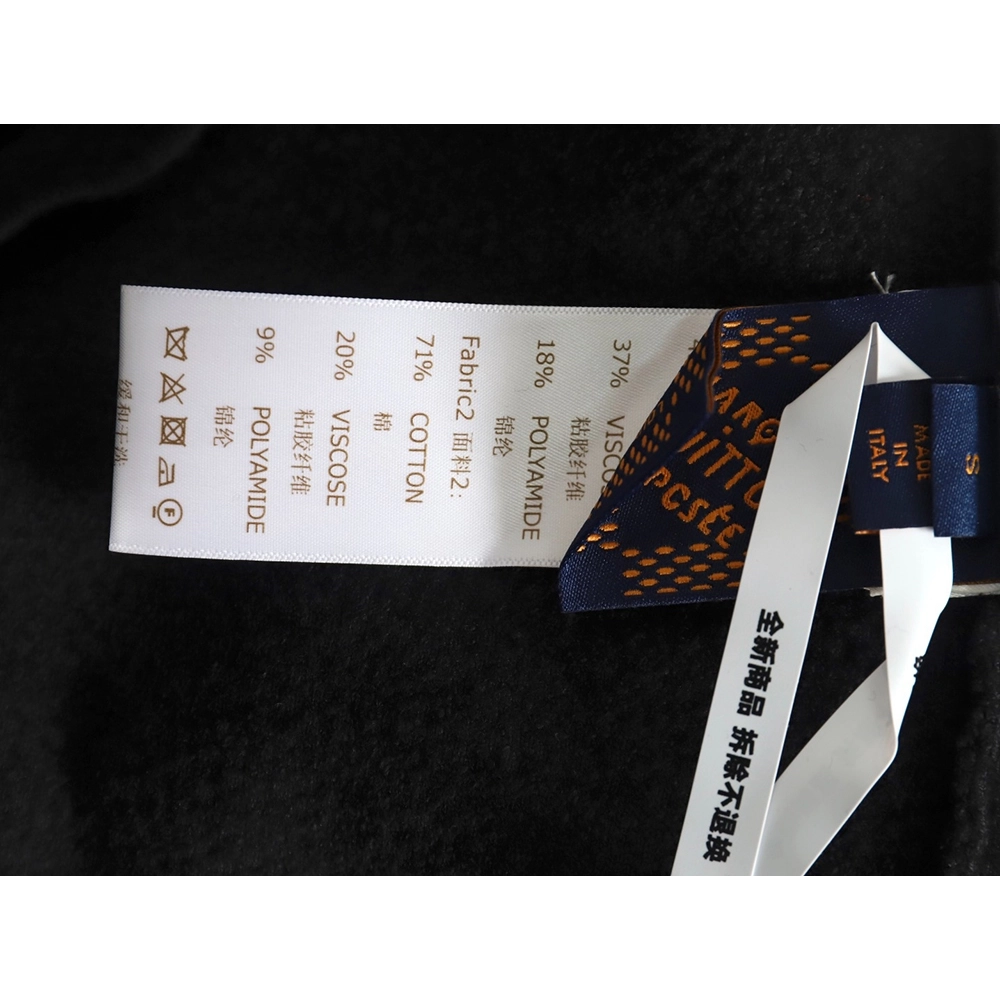 37% VISCOSE
粘胶纤维
18% POLYAMIDE
锦纶
Fabric2 面料2:
71% COTTON
棉
20% VISCOSE
粘胶纤维
9% POLYAMIDE
锦纶
F
MADE
IN
ITALY
S
全新商品 拆除不退换